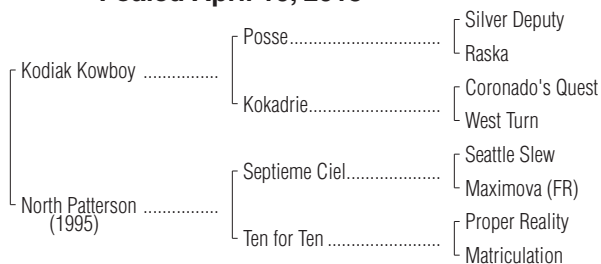 Foaled April
Silver Deputy
Posse
Raska
Kodiak Kowboy
Coronado's Quest
Kokadrie
West Turn
Seattle Slew
Septieme Ciel
Maximova (FR)
North Patterson
(1995)
Proper Reality
Ten for Ten
Matriculation